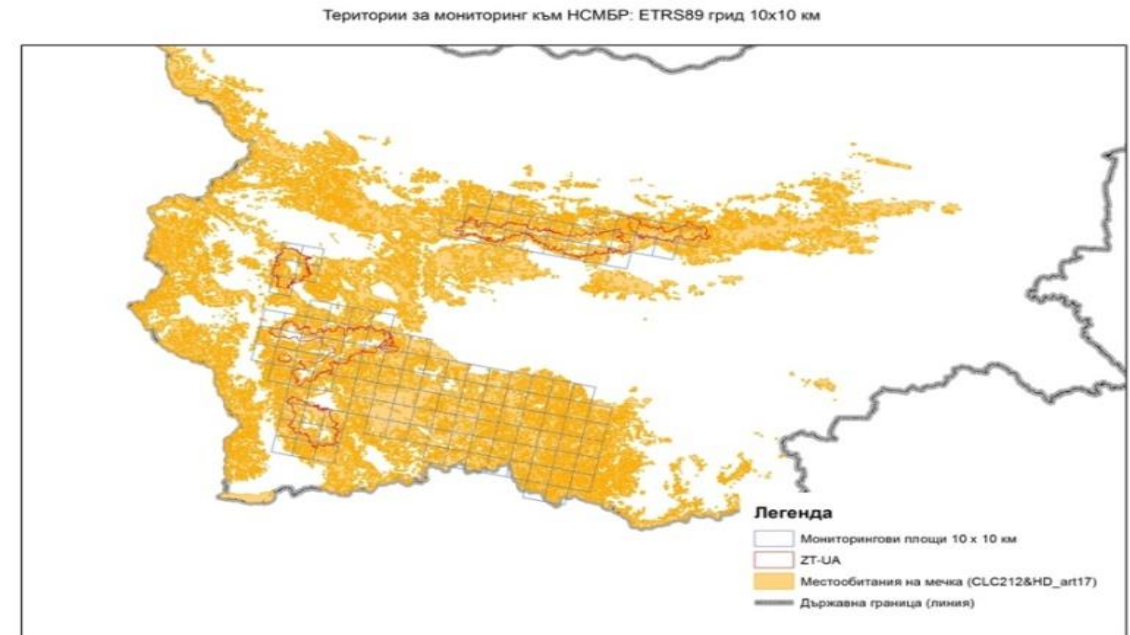 Територии за мониторинг към НСМБР: ETRS89 грид 10x10 км
Легенда
Мониторингови площи 10 x 10 км
ZT-UA
Местообитания на мечка (CLC212&HD_art17)
Държавна граница (линия)